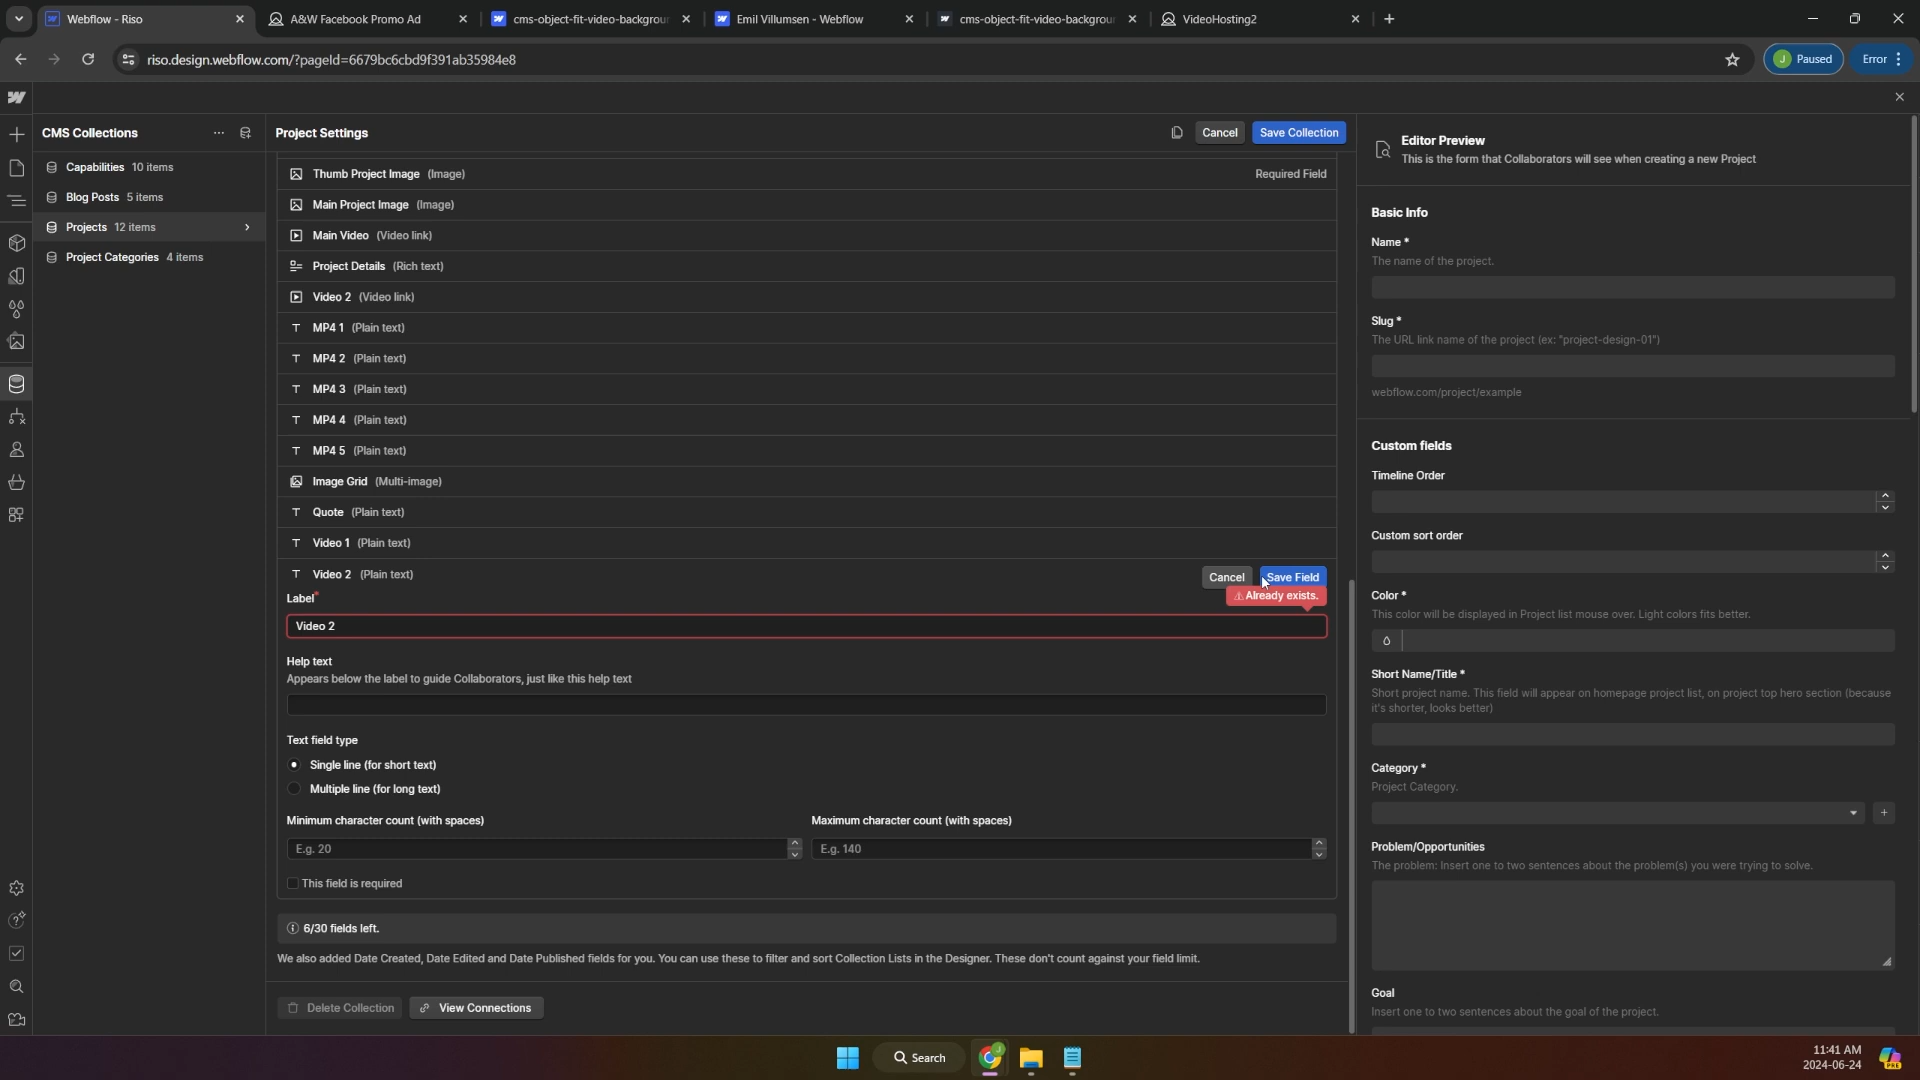 Webflow - Riso
A&W Facebook Promo Ad
cms-object-fit-video-backgroun
Emil Villumsen - Webflow
cms-object-fit-video-backgroun
VideoHosting2
riso.design.webflow.com/?pageId=6679bc6cbd9f391ab35984e8
J
Paused
Error
CMS Collections
Capabilities 10 items
Blog Posts 5 items
Projects 12 items
Project Categories 4 items
Project Settings
Cancel
Save Collection
Thumb Project Image (Image)
Required Field
Main Project Image (Image)
Main Video (Video link)
Project Details (Rich text)
Video 2 (Video link)
MP4 1 (Plain text)
MP4 2 (Plain text)
MP4 3 (Plain text)
MP4 4 (Plain text)
MP4 5 (Plain text)
Image Grid (Multi-image)
Quote (Plain text)
Video 1 (Plain text)
Video 2 (Plain text)
Cancel
Save Field
Label*
Already exists.
Video 2
Help text
Appears below the label to guide Collaborators, just like this help text
Text field type
Single line (for short text)
Multiple line (for long text)
Minimum character count (with spaces)
Maximum character count (with spaces)
E.g. 20
E.g. 140
This field is required
6/30 fields left.
We also added Date Created, Date Edited and Date Published fields for you. You can use these to filter and sort Collection Lists in the Designer. These don't count against your field limit.
Delete Collection
View Connections
Editor Preview
This is the form that Collaborators will see when creating a new Project
Basic Info
Name *
The name of the project.
Slug *
The URL link name of the project (ex: "project-design-01")
webflow.com/project/example
Custom fields
Timeline Order
Custom sort order
Color *
This color will be displayed in Project list mouse over. Light colors fits better.
Short Name/Title *
Short project name. This field will appear on homepage project list, on project top hero section (because
it's shorter, looks better)
Category *
Project Category.
Problem/Opportunities
The problem: Insert one to two sentences about the problem(s) you were trying to solve.
Goal
Insert one to two sentences about the goal of the project.
Search
J
11:41 AM
2024-06-24
PRE